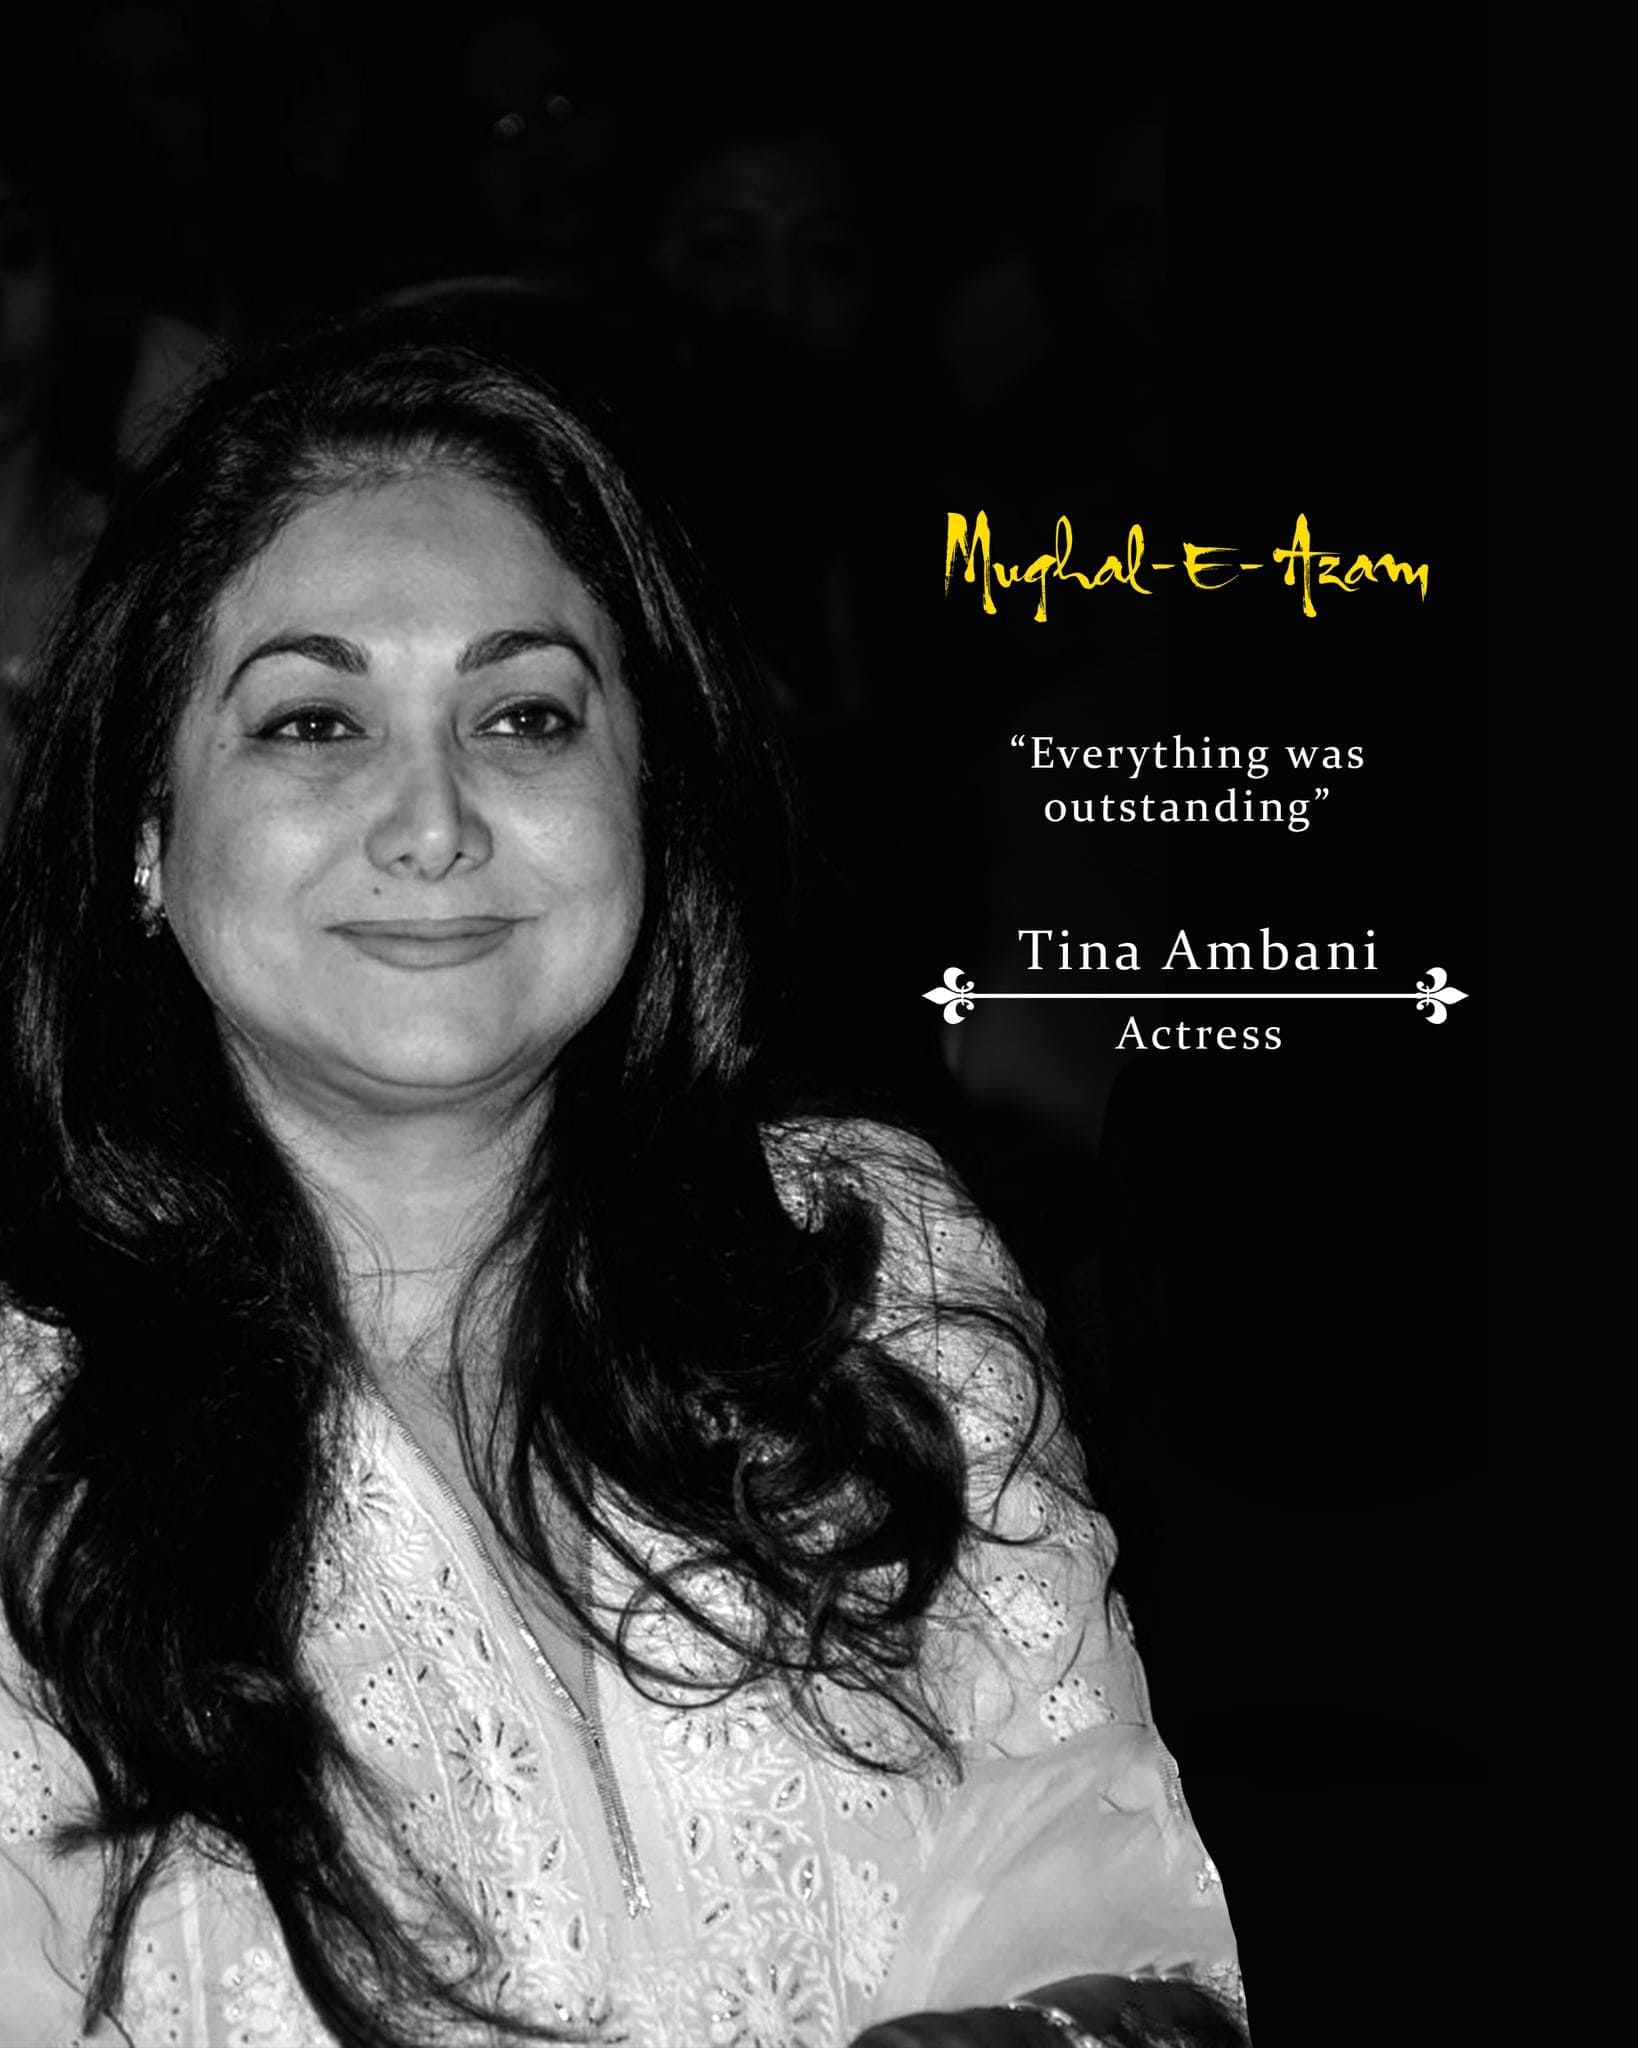 Mughal-E-Azam
“Everything was
outstanding”
Tina Ambani
Actress